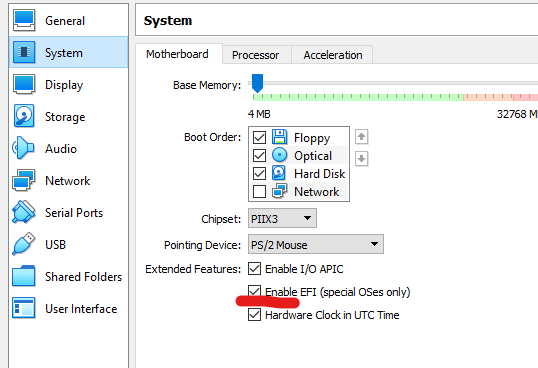 General
System
Display
Storage
Audio
Network
Serial Ports
USB
Shared Folders
User Interface
System
Motherboard Processor Acceleration
Base Memory:
4 MB 32768 M
Boot Order: Floppy
Optical
Hard Disk
Network
Chipset: PIIX3
Pointing Device: PS/2 Mouse
Extended Features: Enable I/O APIC
Enable EFI (special OSes only)
Hardware Clock in UTC Time